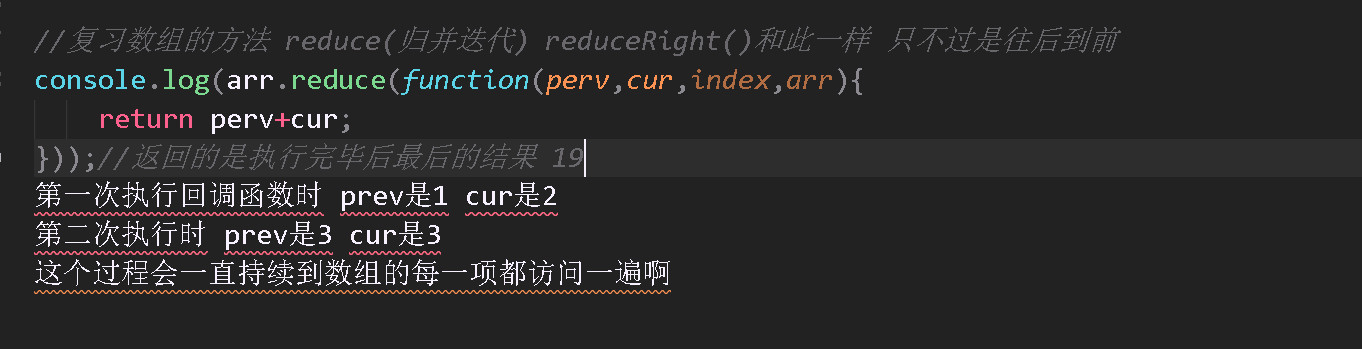 //复习数组的方法 reduce(归并迭代) reduceRight()和此一样 只不过是往后到前
console.log(arr.reduce(function(perv,cur,index,arr){
    return perv+cur;
}));//返回的是执行完毕后最后的结果 19
第一次执行回调函数时 prev是1 cur是2
第二次执行时 prev是3 cur是3
这个过程会一直持续到数组的每一项都访问一遍啊